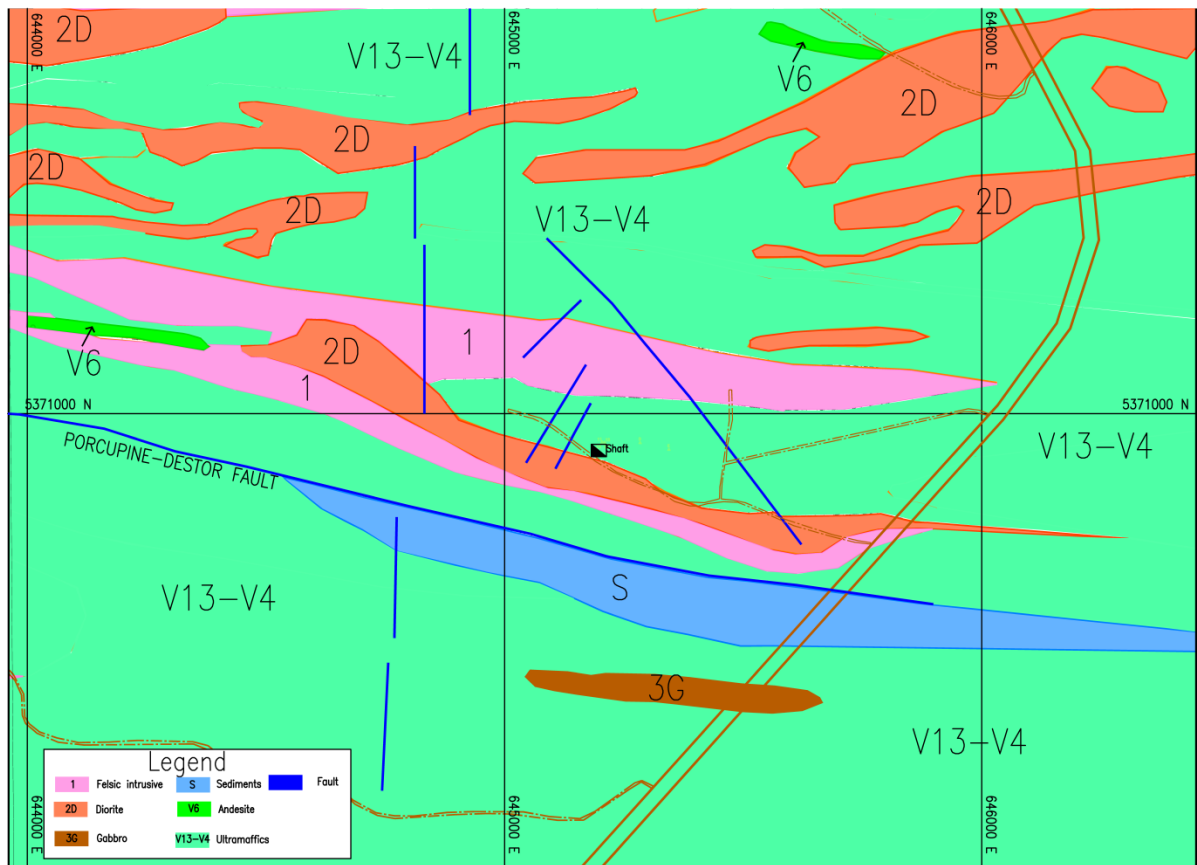 644000 E
645000 E
646000 E
2D
V13-V4
V6
2D
2D
2D
2D
2D
V13-V4
1
2D
V6
1
5371000 N
5371000 N
PORCUPINE-DESTOR FAULT
Shaft
V13-V4
S
V13-V4
3G
V13-V4
Legend
1 Felsic intrusive
S Sediments
Fault
2D Diorite
V6 Andesite
3G Gabbro
V13-V4 Ultramaffics
644000 E
645000 E
646000 E